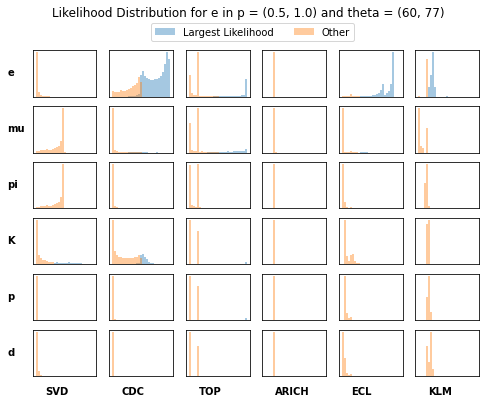 Likelihood Distribution for e in p = (0.5, 1.0) and theta = (60, 77)
Largest Likelihood Other
e
mu
pi
K
p
d
SVD CDC TOP ARICH ECL KLM